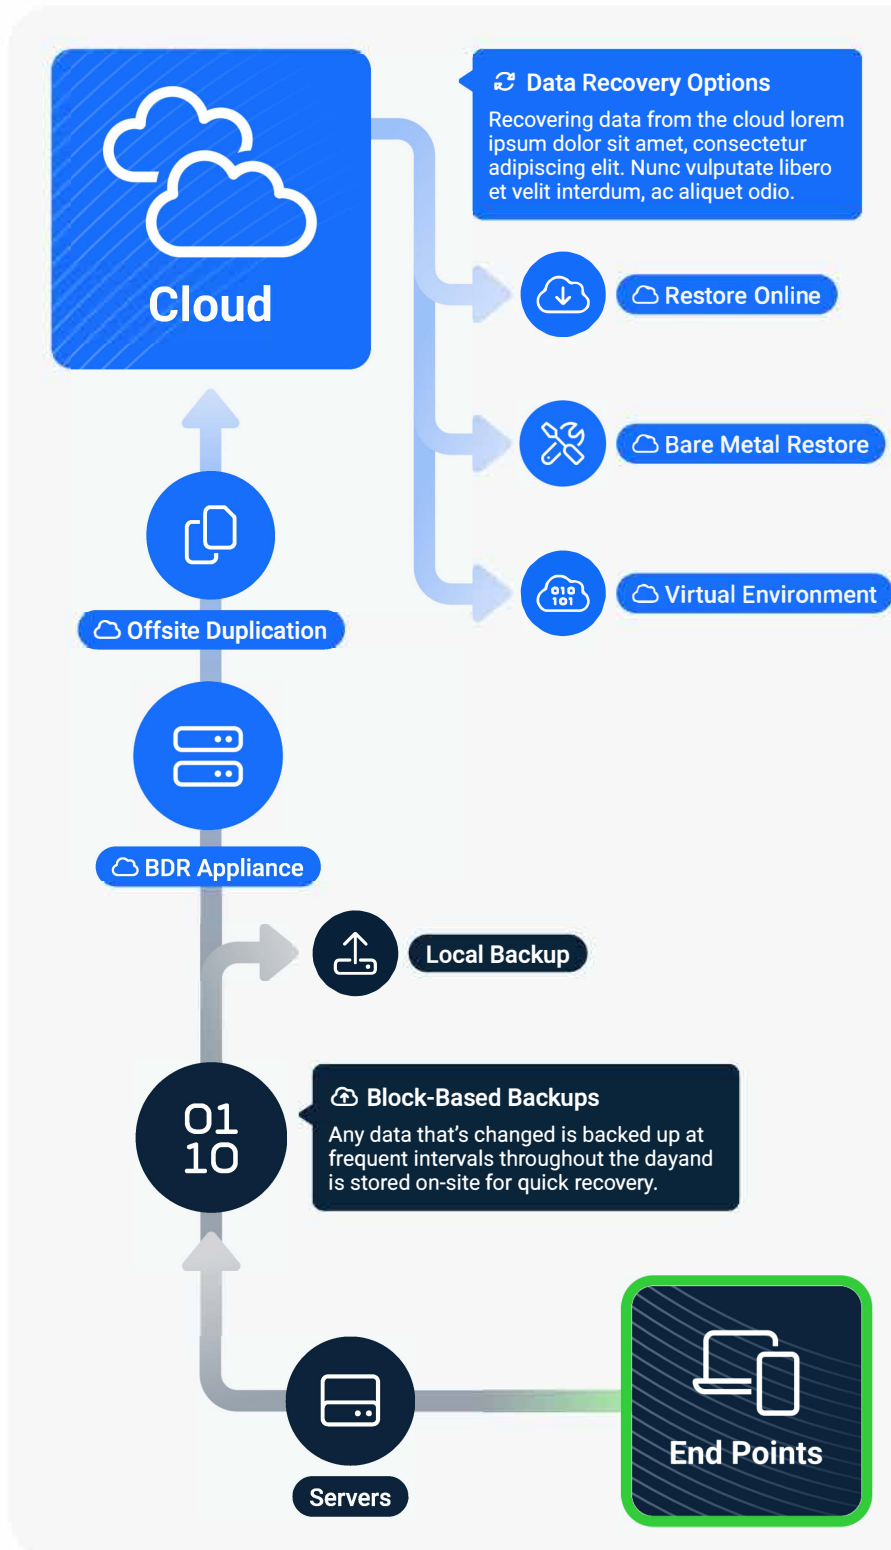 Cloud
Data Recovery Options
Recovering data from the cloud lorem
ipsum dolor sit amet, consectetur
adipiscing elit. Nunc vulputate libero
et velit interdum, ac aliquet odio.
Restore Online
Bare Metal Restore
010
101
Virtual Environment
Offsite Duplication
BDR Appliance
Local Backup
01
10
Block-Based Backups
Any data that's changed is backed up at
frequent intervals throughout the dayand
is stored on-site for quick recovery.
End Points
Servers